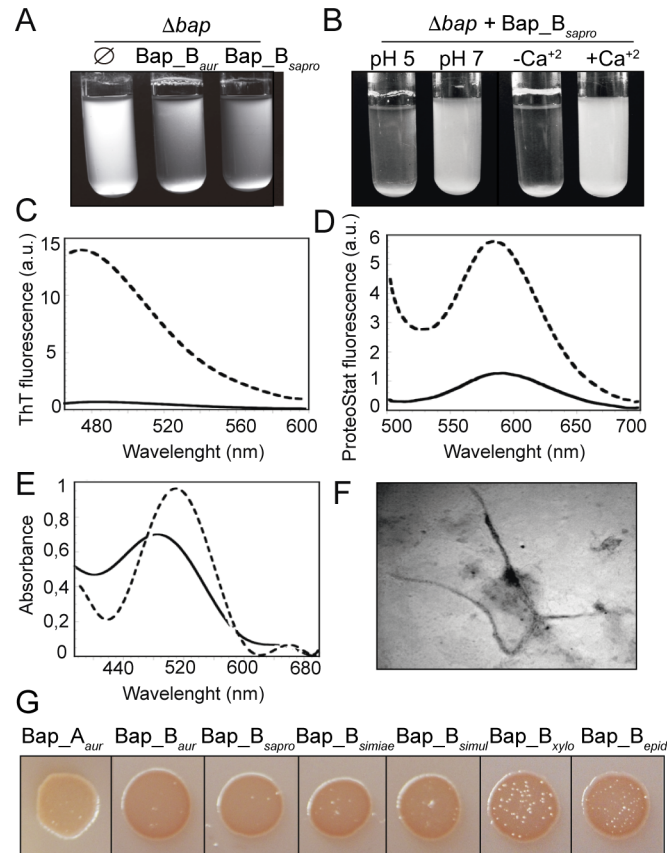 A
Δbap
∅ Bap_Baur Bap_Bsapro
B
Δbap + Bap_Bsapro
pH 5 pH 7 -Ca+2 +Ca+2
C
ThT fluorescence (a.u.)
15
10
5
0
480 520 560 600
Wavelenght (nm)
D
ProteoStat fluorescence (a.u.)
6
5
4
3
2
1
0
500 550 600 650 700
Wavelenght (nm)
E
Absorbance
1
0,8
0,6
0,4
0,2
0
440 520 600 680
Wavelenght (nm)
F
G
Bap_Aaur Bap_Baur Bap_Bsapro Bap_Bsimiae Bap_Bsimul Bap_Bxylo Bap_Bepid